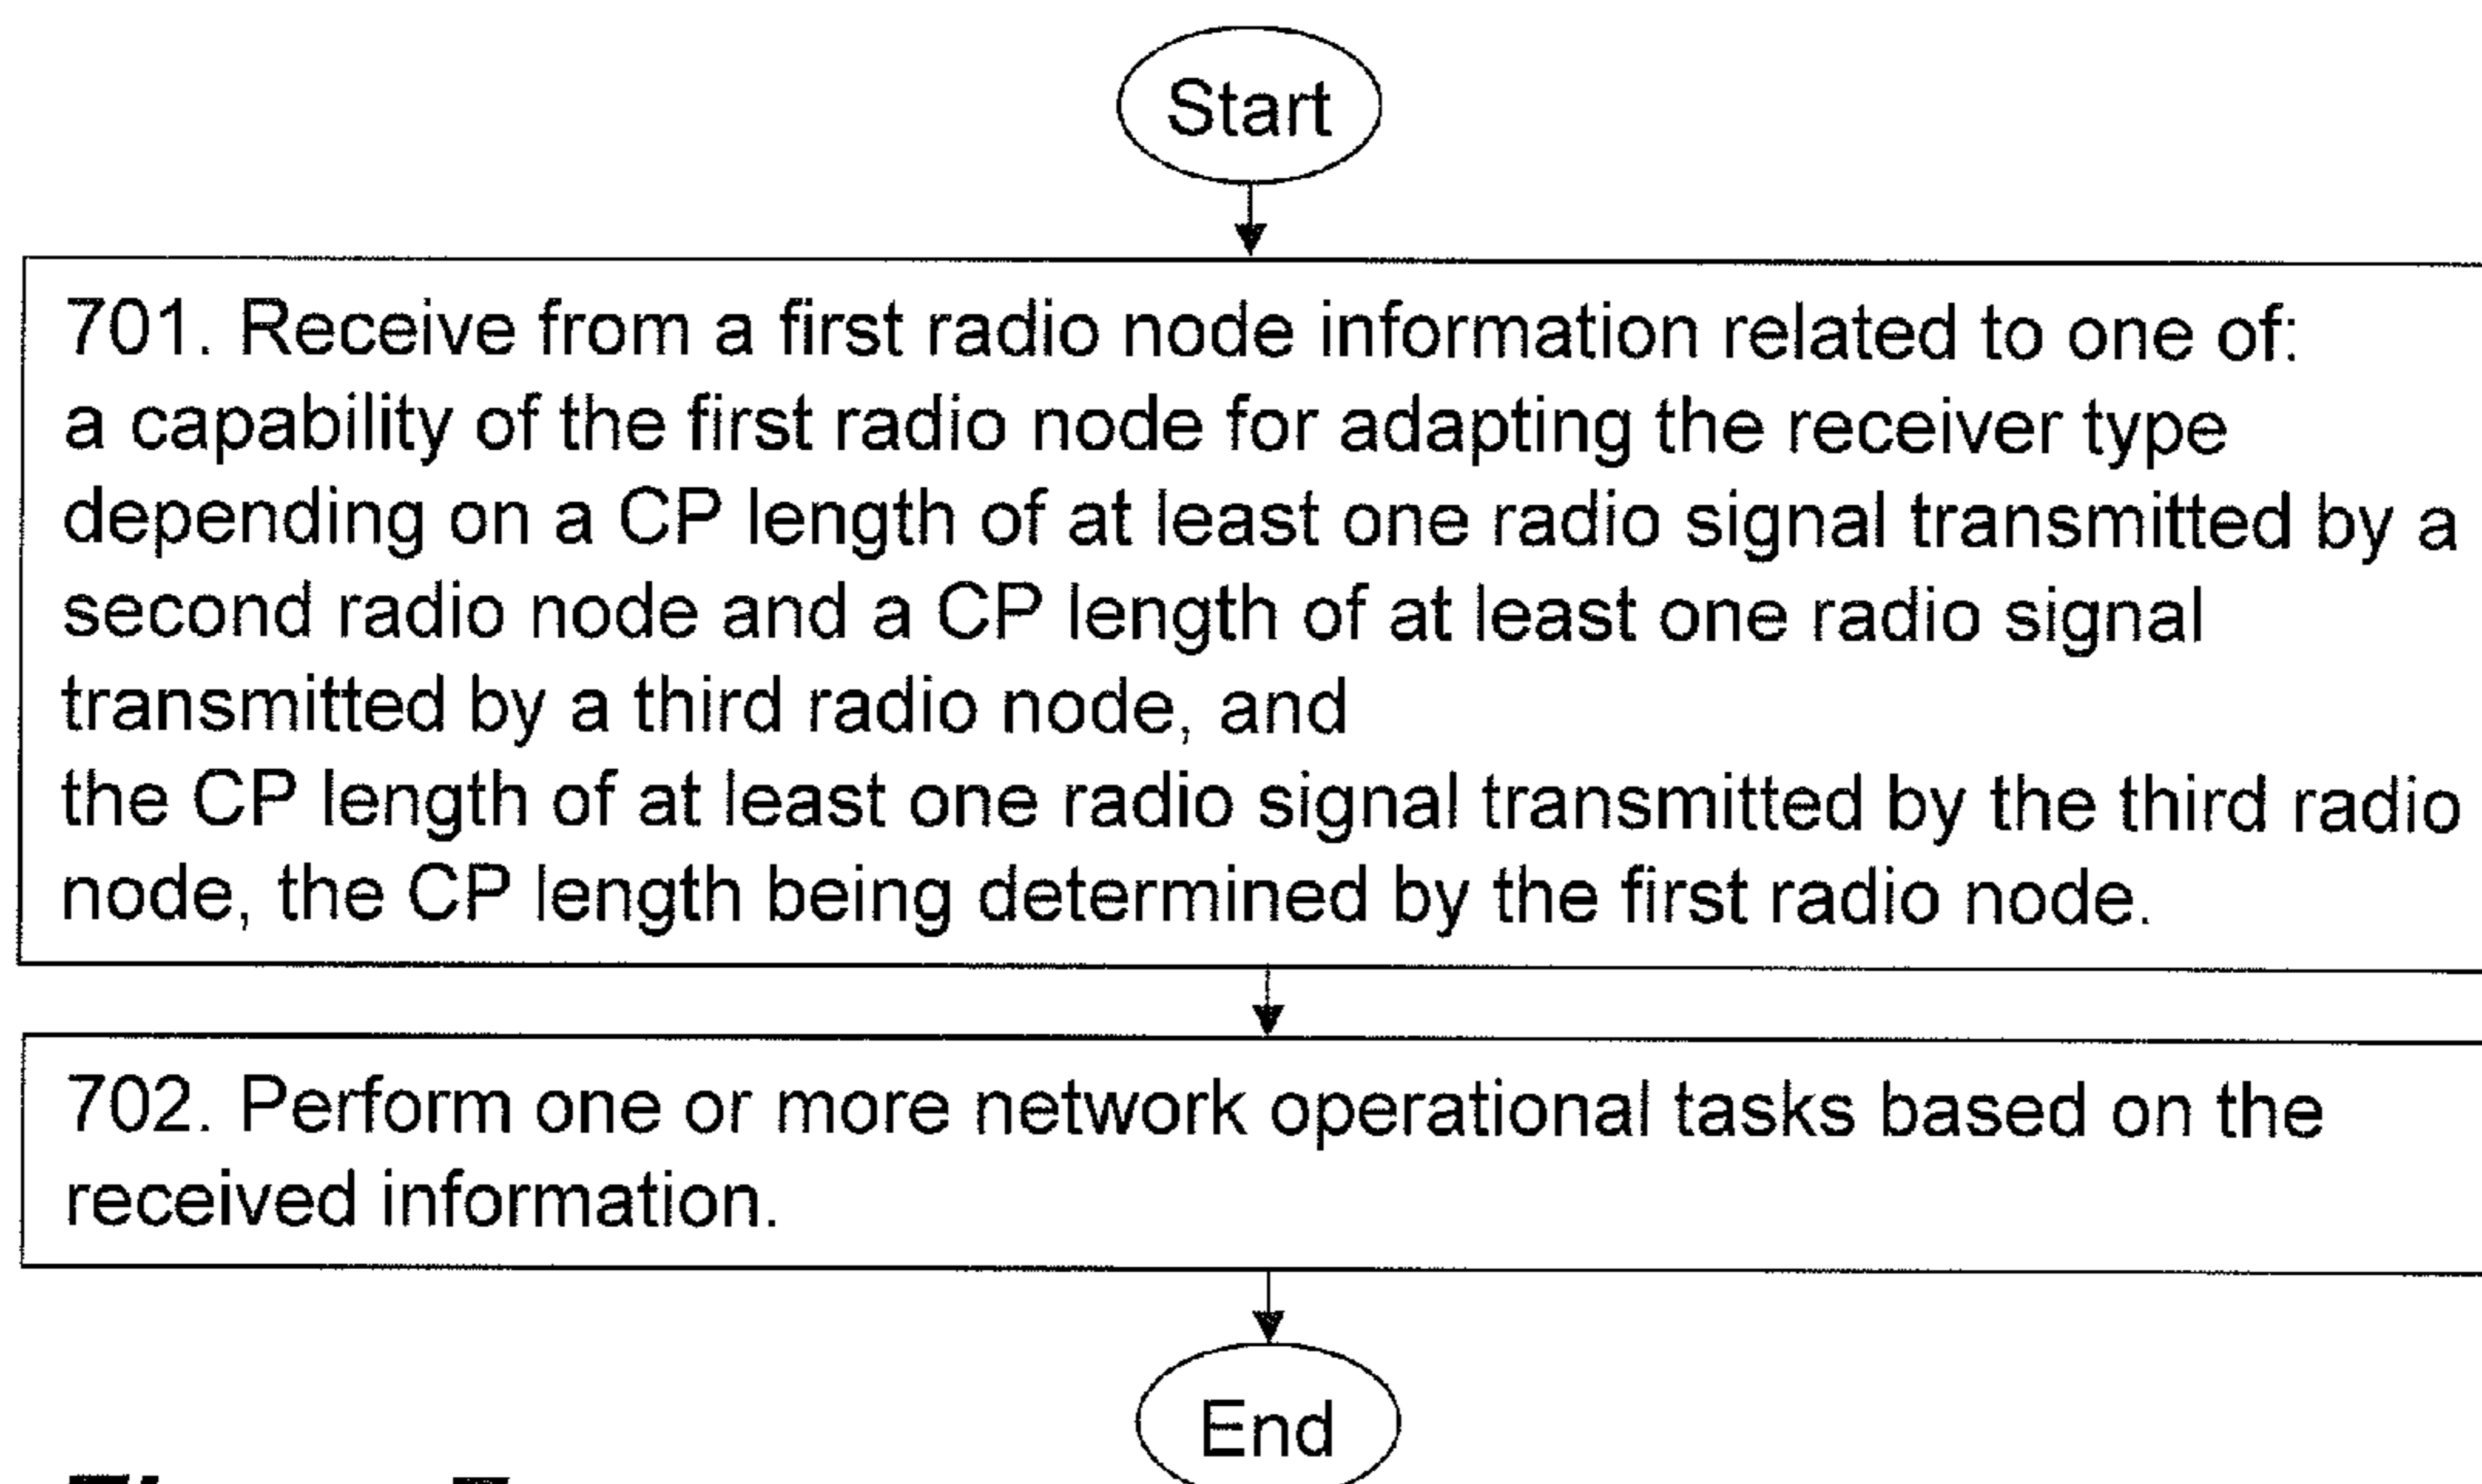 Start
701. Receive from a first radio node information related to one of:
a capability of the first radio node for adapting the receiver type
depending on a CP length of at least one radio signal transmitted by a
second radio node and a CP length of at least one radio signal
transmitted by a third radio node, and
the CP length of at least one radio signal transmitted by the third radio
node, the CP length being determined by the first radio node.
702. Perform one or more network operational tasks based on the
received information.
End